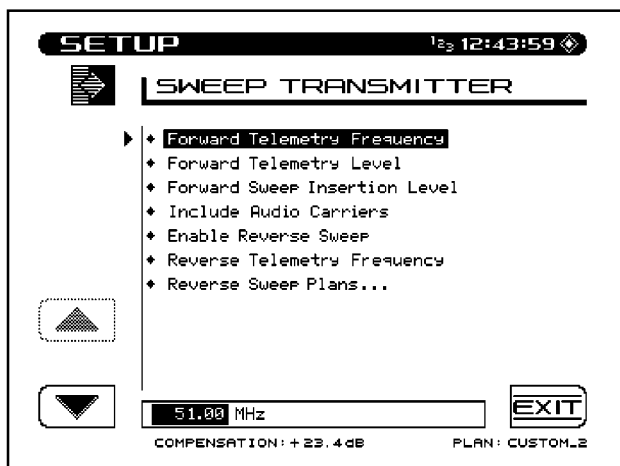 SETUP 123 12:43:59
SWEEP TRANSMITTER
Forward Telemetry Frequency
Forward Telemetry Level
Forward Sweep Insertion Level
Include Audio Carriers
Enable Reverse Sweep
Reverse Telemetry Frequency
Reverse Sweep Plans...
51.00 MHz
EXIT
COMPENSATION: +23.4dB PLAN: CUSTOM_2